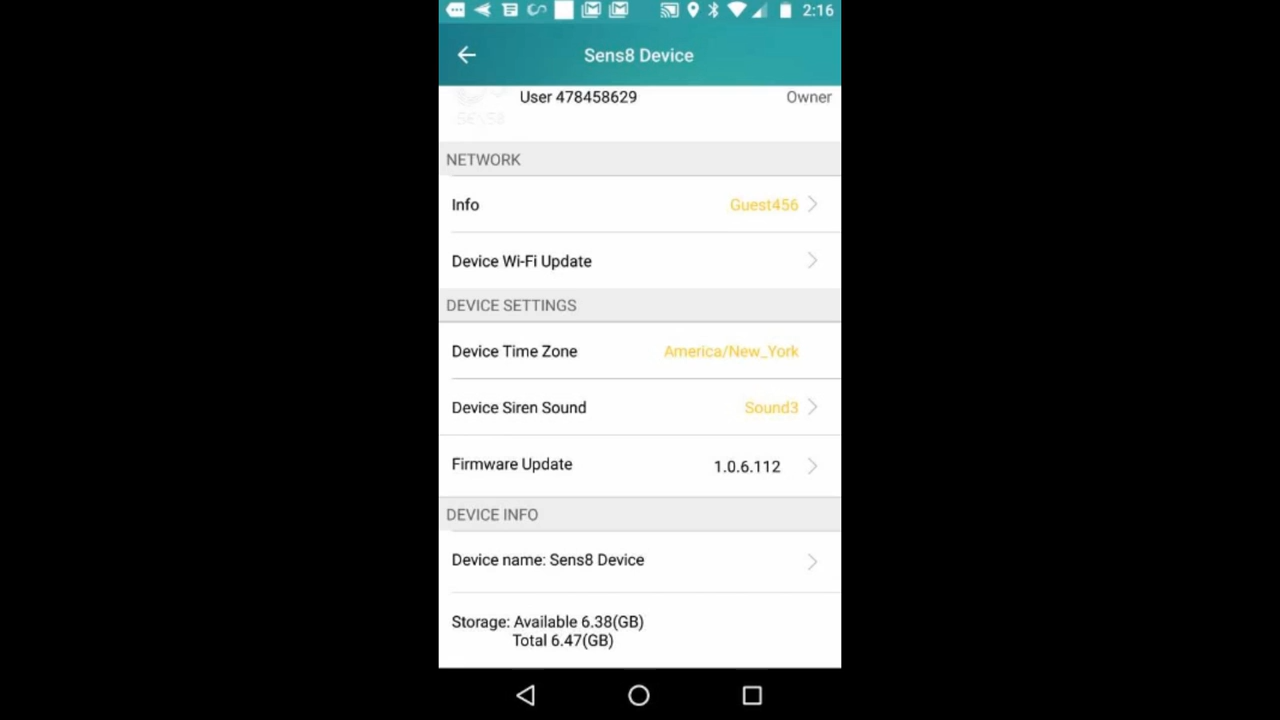 2:16
Sens8 Device
User 478458629 Owner
NETWORK
Info Guest456
Device Wi-Fi Update
DEVICE SETTINGS
Device Time Zone America/New_York
Device Siren Sound Sound3
Firmware Update 1.0.6.112
DEVICE INFO
Device name: Sens8 Device
Storage: Available 6.38(GB)
Total 6.47(GB)